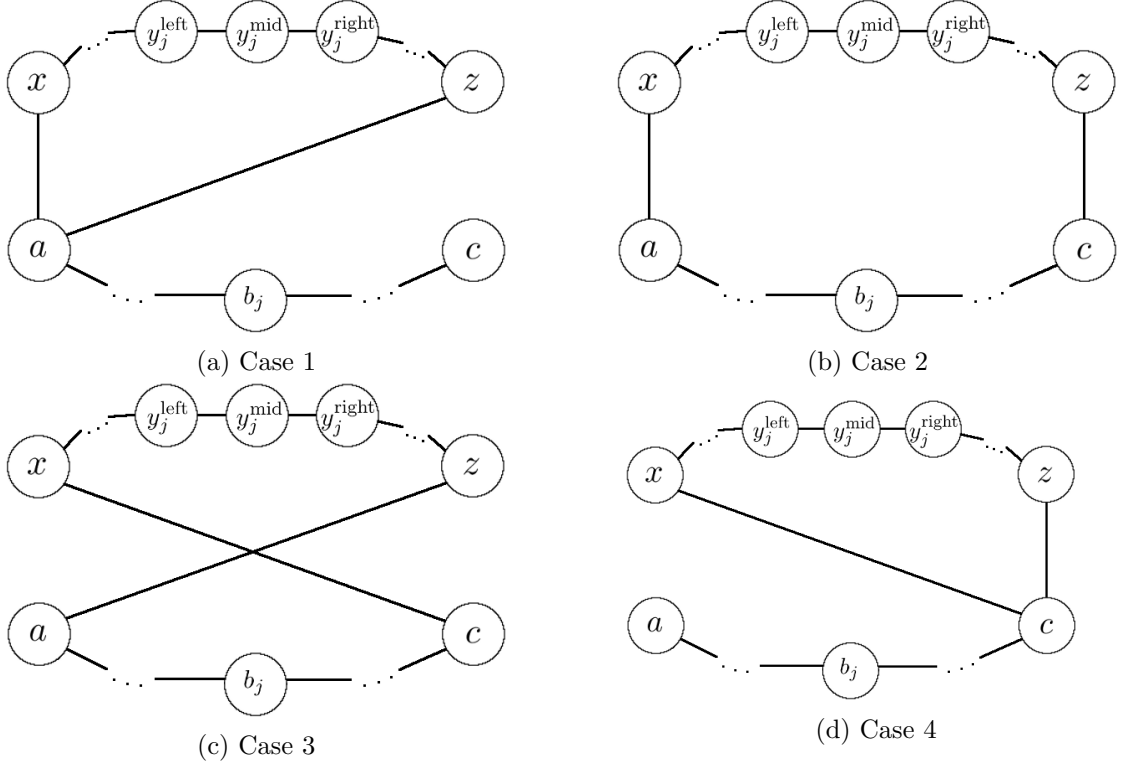 y_j^left y_j^mid y_j^right y_j^left y_j^mid y_j^right
x z x z
a c a c
b_j b_j
(a) Case 1 (b) Case 2
y_j^left y_j^mid y_j^right y_j^left y_j^mid y_j^right
x z x z
a c a c
b_j b_j
(c) Case 3 (d) Case 4